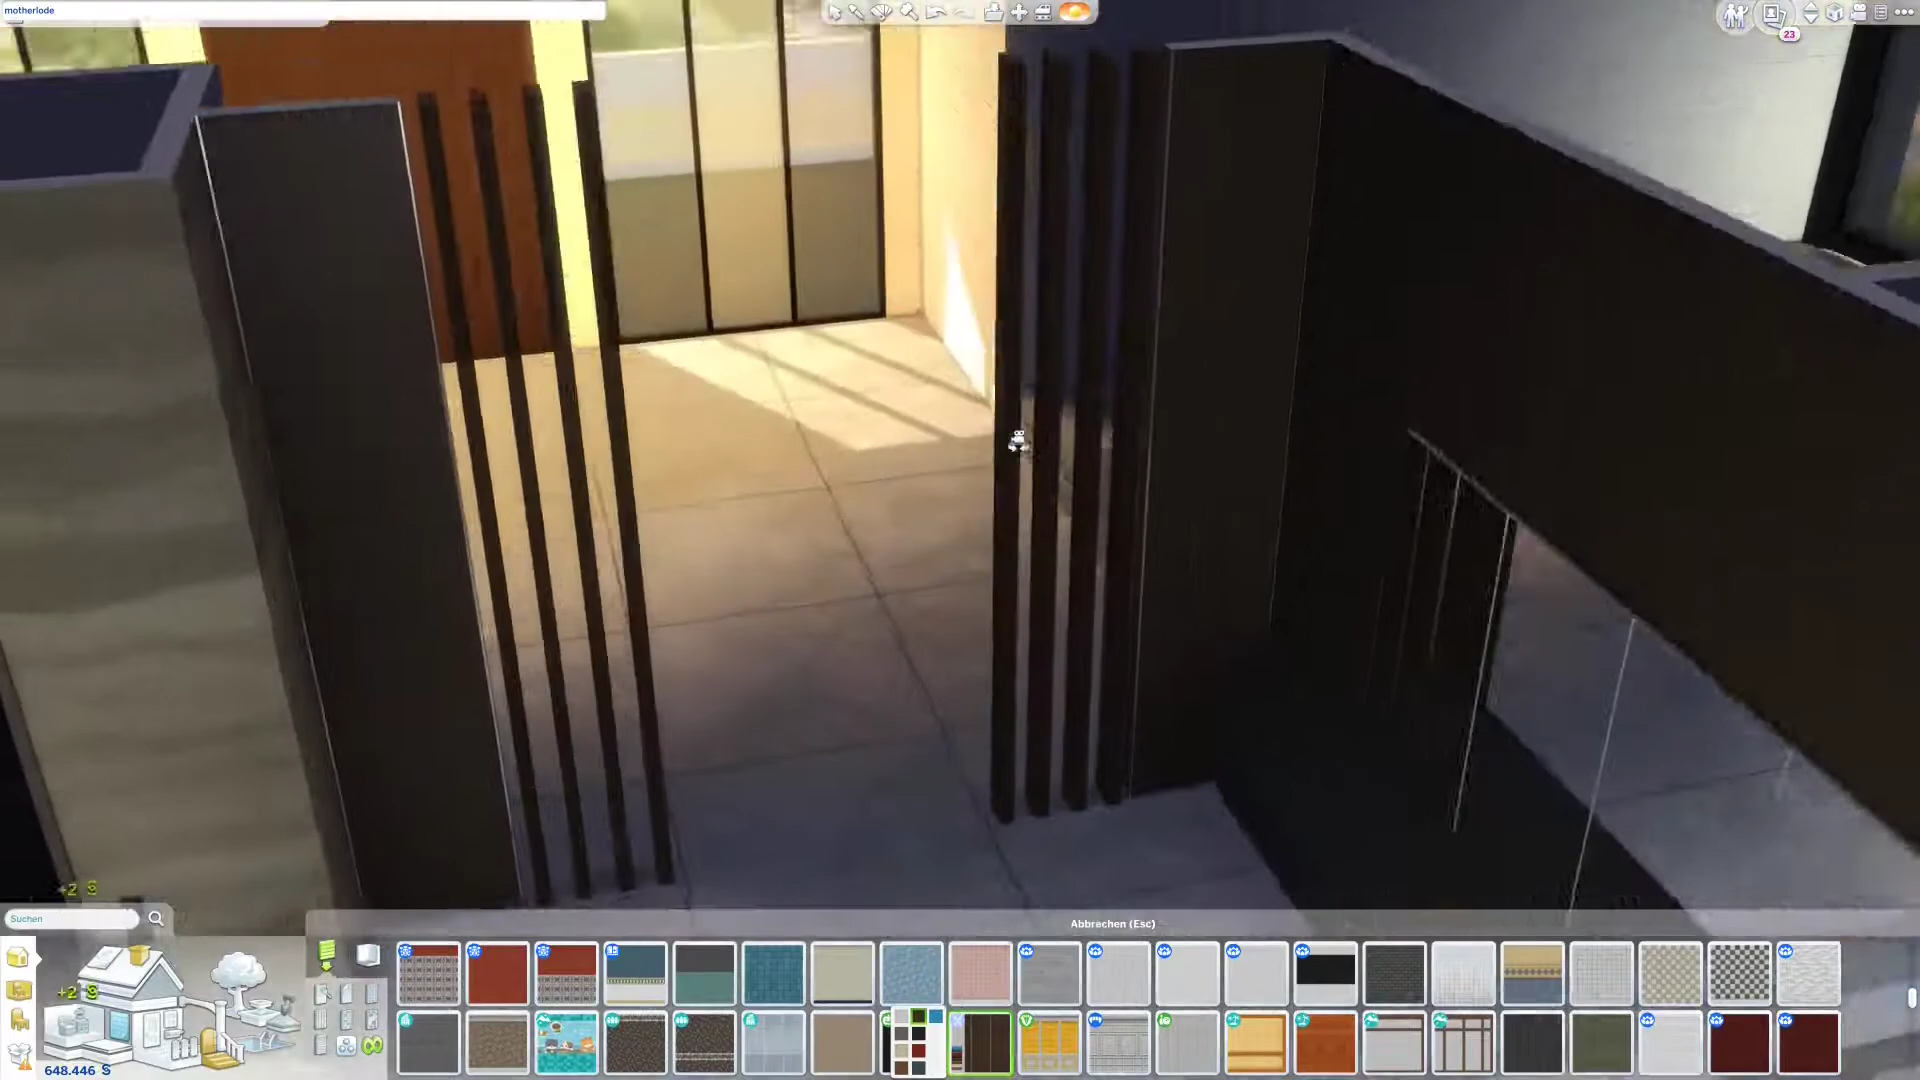 motherlode
23
+2 §
Suchen
Abbrechen (Esc)
+2 §
648.446 §